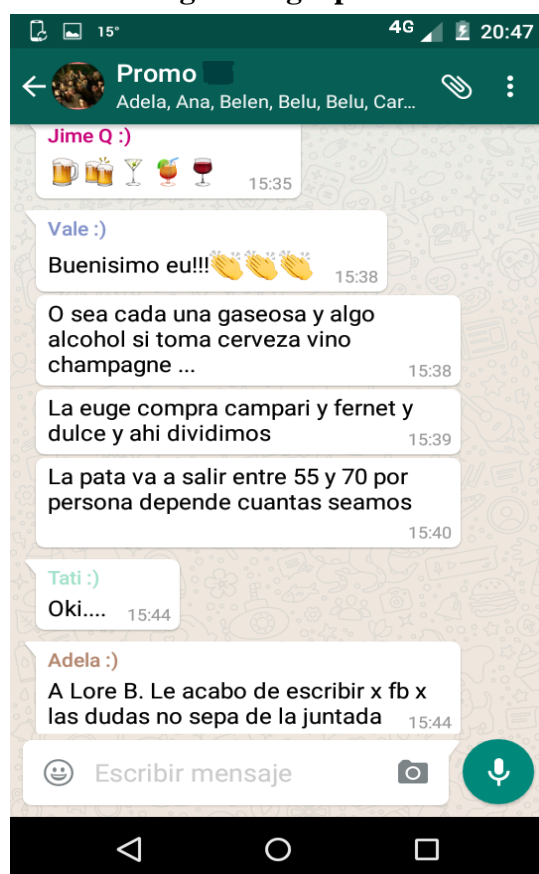 15°
4G
20:47
Promo
Adela, Ana, Belen, Belu, Belu, Car...
Jime Q :)
15:35
Vale :)
Buenisimo eu!!!
15:38
O sea cada una gaseosa y algo
alcohol si toma cerveza vino
champagne ...
15:38
La euge compra campari y fernet y
dulce y ahi dividimos
15:39
La pata va a salir entre 55 y 70 por
persona depende cuantas seamos
15:40
Tati :)
Oki....
15:44
Adela :)
A Lore B. Le acabo de escribir x fb x
las dudas no sepa de la juntada
15:44
Escribir mensaje